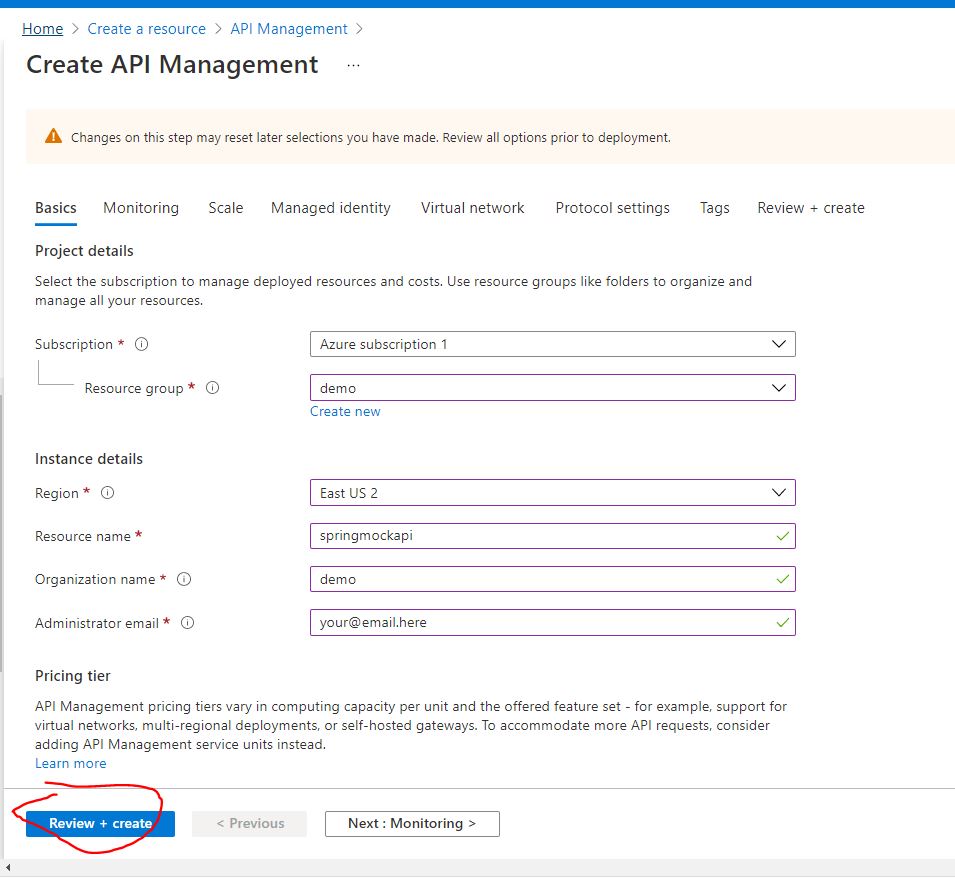 Home > Create a resource > API Management >
Create API Management ...
Changes on this step may reset later selections you have made. Review all options prior to deployment.
Basics Monitoring Scale Managed identity Virtual network Protocol settings Tags Review + create
Project details
Select the subscription to manage deployed resources and costs. Use resource groups like folders to organize and
manage all your resources.
Subscription * Azure subscription 1
Resource group * demo
Create new
Instance details
Region * East US 2
Resource name * springmockapi
Organization name * demo
Administrator email * your@email.here
Pricing tier
API Management pricing tiers vary in computing capacity per unit and the offered feature set - for example, support for
virtual networks, multi-regional deployments, or self-hosted gateways. To accommodate more API requests, consider
adding API Management service units instead.
Learn more
Review + create < Previous Next : Monitoring >